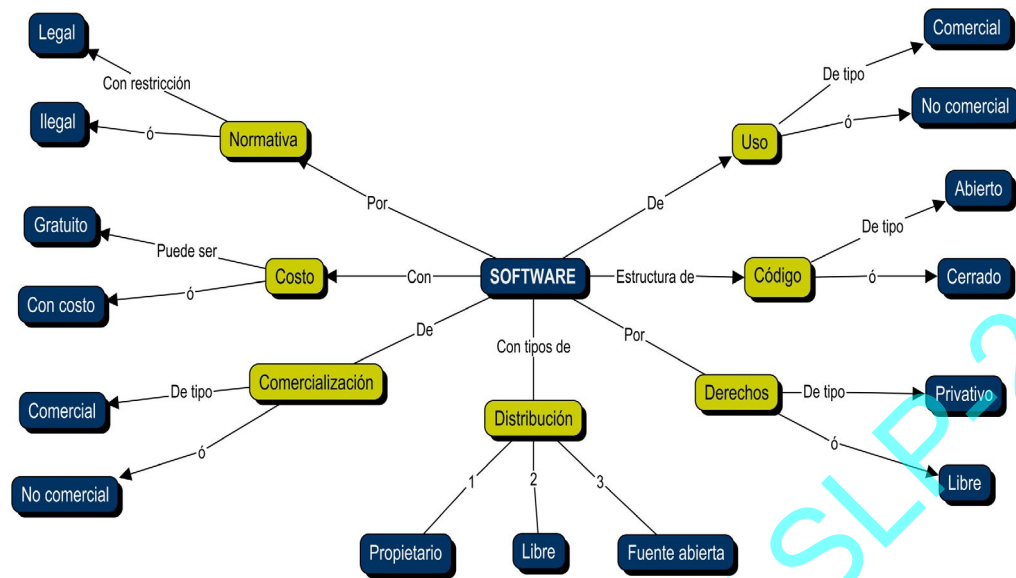 Legal
Con restricción
Ilegal
ó
Normativa
Por
Gratuito
Puede ser
Con costo
ó
Costo
Con
SOFTWARE
De
Comercialización
De tipo
Comercial
ó
No comercial
Con tipos de
Distribución
1
2
3
Propietario
Libre
Fuente abierta
Comercial
De tipo
No comercial
ó
Uso
De
Abierto
De tipo
Estructura de
Código
ó
Cerrado
Por
Derechos
De tipo
Privativo
ó
Libre